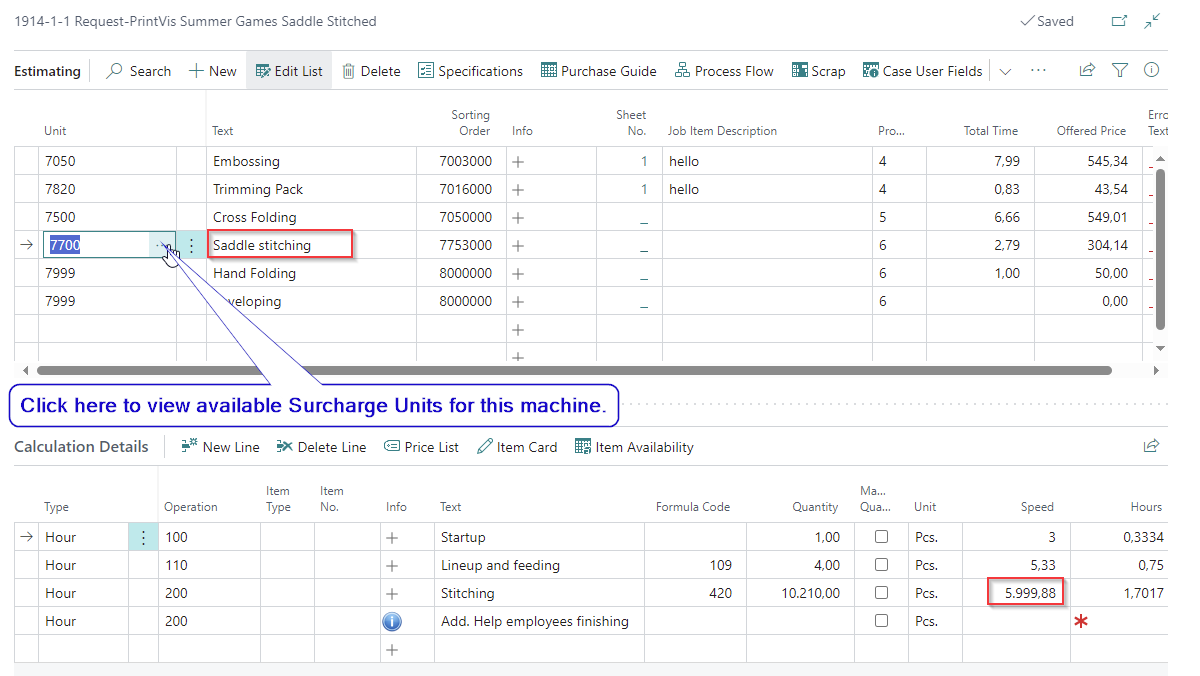 1914-1-1 Request-PrintVis Summer Games Saddle Stitched Saved
Estimating Search New Edit List Delete Specifications Purchase Guide Process Flow Scrap Case User Fields ...
Sorting Sheet Erro
Unit Text Order Info No. Job Item Description Pro... Total Time Offered Price Text
7050 Embossing 7003000 + 1 hello 4 7,99 545,34 _
7820 Trimming Pack 7016000 + 1 hello 4 0,83 43,54 _
7500 Cross Folding 7050000 + _ 5 6,66 549,01 _
7700 Saddle stitching 7753000 + _ 6 2,79 304,14 _
7999 Hand Folding 8000000 + _ 6 1,00 50,00 _
7999 veloping 8000000 + _ 6 0,00 _
+
+
Click here to view available Surcharge Units for this machine.
Calculation Details New Line Delete Line Price List Item Card Item Availability
Item Item Ma...
Type Operation Type No. Info Text Formula Code Quantity Qua... Unit Speed Hours
Hour 100 + Startup 1,00 Pcs. 3 0,3334
Hour 110 + Lineup and feeding 109 4,00 Pcs. 5,33 0,75
Hour 200 + Stitching 420 10.210,00 Pcs. 5.999,88 1,7017
Hour 200 Add. Help employees finishing Pcs. *
+